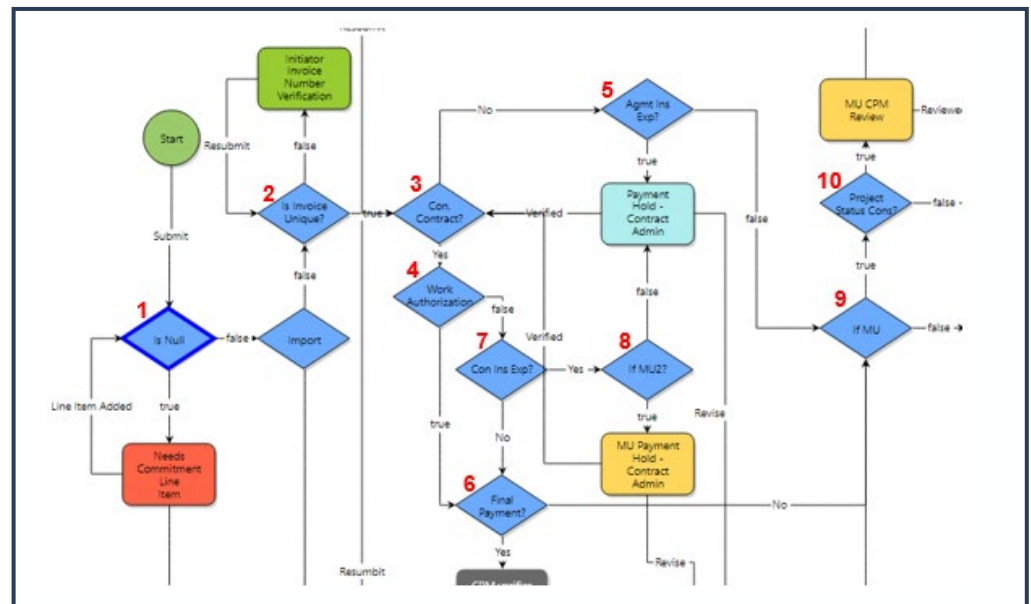 Initiator
Invoice
Number
Verification
5
Agmt Ins
Exp?
MU CPM
Review
Reviewe
No
Start
Resubmit
false
true
true
10
2
Is Invoice
Unique?
true
3
Con.
Contract?
Verified
Payment
Hold -
Contract
Admin
false
Project
Status Cons?
false
Submit
Yes
4
Work
Authorization
false
false
false
true
1
Is Null
false
Import
7
Con Ins Exp?
Verified
Yes
8
If MU2?
9
If MU
false
Line Item Added
true
true
No
true
Revise
Needs
Commitment
Line
Item
6
Final
Payment?
MU Payment
Hold -
Contract
Admin
No
Yes
Resumbit
Revise